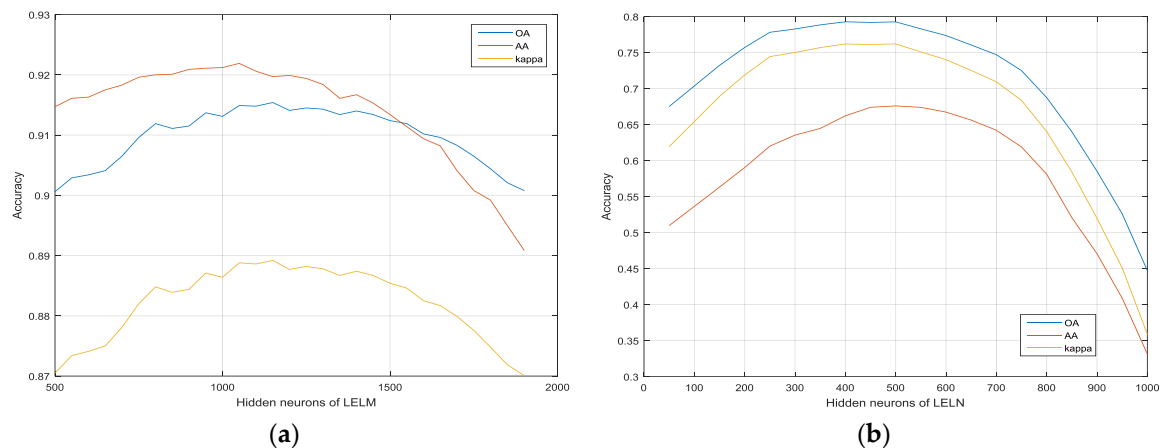 0.93
0.92
0.91
0.9
0.89
0.88
0.87
Accuracy
OA
AA
kappa
500
1000
1500
2000
Hidden neurons of LELM
(a)
0.8
0.75
0.7
0.65
0.6
0.55
0.5
0.45
0.4
0.35
0.3
Accuracy
OA
AA
kappa
0 100 200 300 400 500 600 700 800 900 1000
Hidden neurons of LELN
(b)